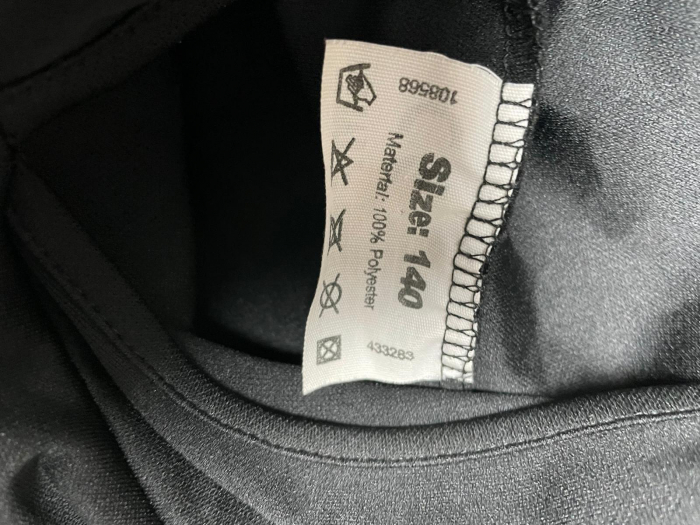 108568
Size: 140
Material: 100% Polyester
433283